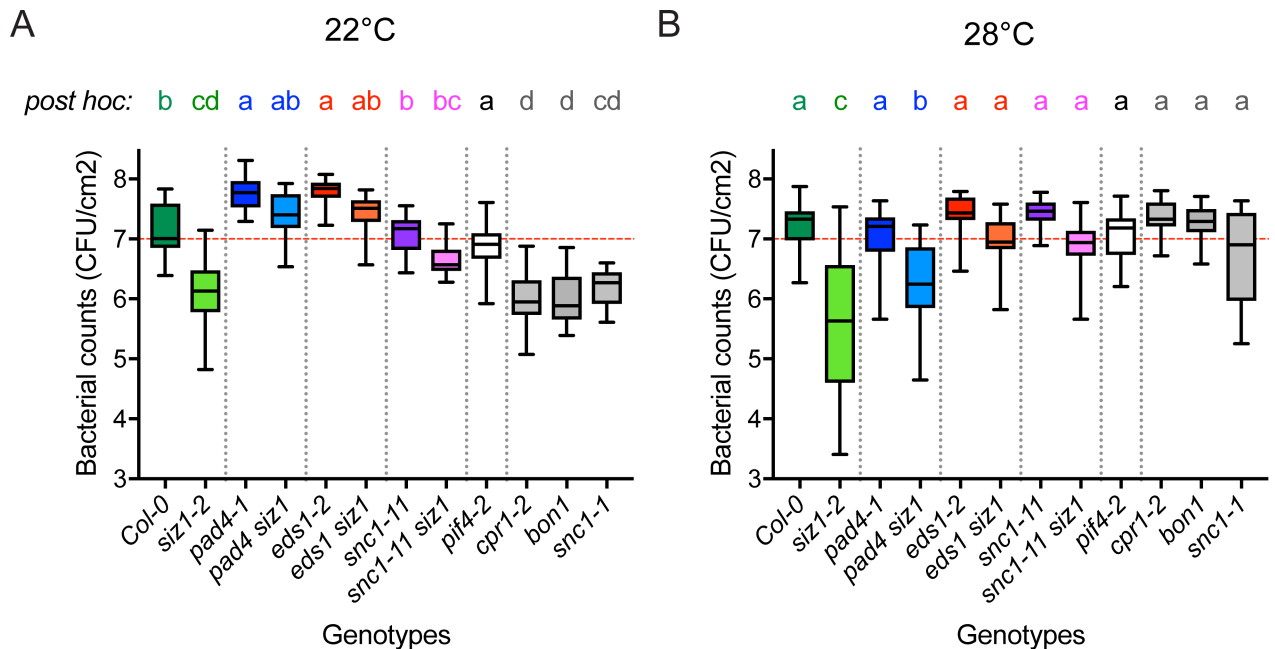 A
22°C
post hoc: b cd a ab a ab b bc a d d cd
Bacterial counts (CFU/cm2)
8
7
6
5
4
3
Col-0
siz1-2
pad4-1
pad4 siz1
eds1-2
eds1 siz1
snc1-11
snc1-11 siz1
pif4-2
cpr1-2
bon1
snc1-1
Genotypes
B
28°C
a c a b a a a a a a a a
Bacterial counts (CFU/cm2)
8
7
6
5
4
3
Col-0
siz1-2
pad4-1
pad4 siz1
eds1-2
eds1 siz1
snc1-11
snc1-11 siz1
pif4-2
cpr1-2
bon1
snc1-1
Genotypes